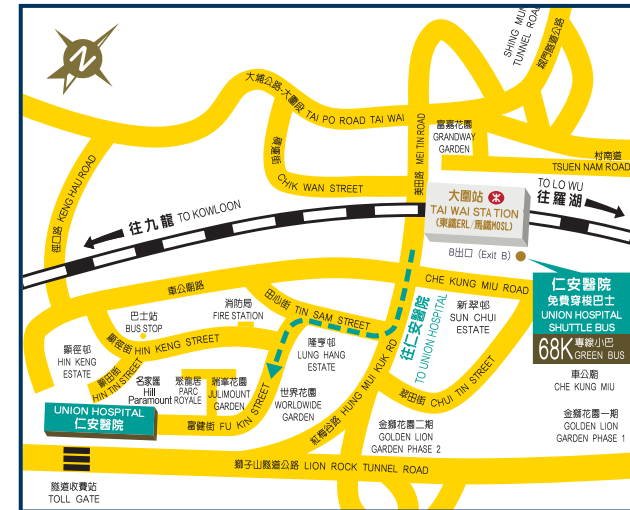 N
SHING MUN
TUNNEL ROAD
城門隧道公路
大埔公路-大圍段 TAI PO ROAD TAI WAI
美田路 MEI TIN ROAD
富嘉花園
GRANDWAY
GARDEN
村南道
TSUEN NAM ROAD
CHIK WAN STREET
徑口路 KENG HAU ROAD
大圍站
TAI WAI STATION
(東鐵ERL/馬鐵MOSL)
TO LO WU
往羅湖
往九龍 TO KOWLOON
B出口 (Exit B)
車公廟路
CHE KUNG MIU ROAD
仁安醫院
免費穿梭巴士
UNION HOSPITAL
SHUTTLE BUS
68K 專線小巴
GREEN BUS
消防局
FIRE STATION
田心街 TIN SAM STREET
巴士站
BUS STOP
顯徑街 HIN KENG STREET
顯徑邨
HIN KENG
ESTATE
顯田街
HIN TIN STREET
往仁安醫院
TO UNION HOSPITAL
新翠邨
SUN CHUI
ESTATE
隆亨邨
LUNG HANG
ESTATE
名家匯
Hill
Paramount
聚龍居
PARC
ROYALE
瑞峯花園
JULIMOUNT
GARDEN
世界花園
WORLDWIDE
GARDEN
紅梅谷路 HUNG MUI KUK RD
翠田街 CHUI TIN STREET
車公廟
CHE KUNG MIU
UNION HOSPITAL
仁安醫院
富健街 FU KIN STREET
金獅花園二期
GOLDEN LION
GARDEN PHASE 2
金獅花園一期
GOLDEN LION
GARDEN PHASE 1
獅子山隧道公路 LION ROCK TUNNEL ROAD
隧道收費站
TOLL GATE